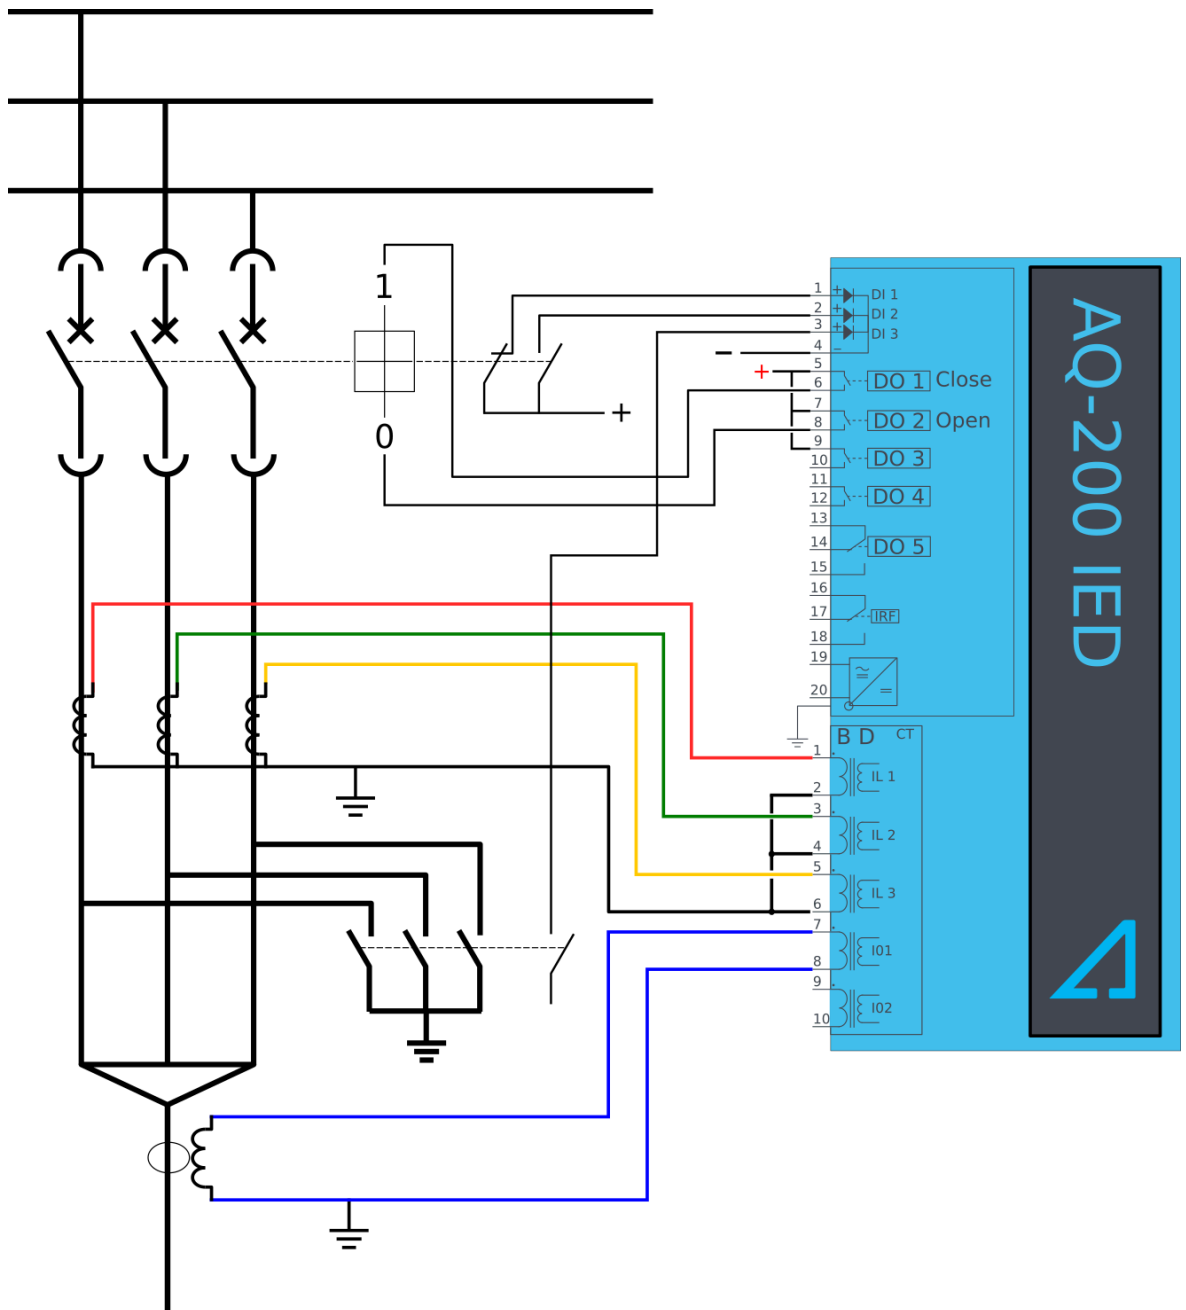 1
0
+
−
+
1
+
DI 1
2
+
DI 2
3
+
DI 3
4
−
5
6
DO 1 Close
7
8
DO 2 Open
9
10
DO 3
11
12
DO 4
13
14
DO 5
15
16
17
IRF
18
19
20
B D
CT
1
IL 1
2
3
IL 2
4
5
IL 3
6
7
I01
8
9
I02
10
AQ-200 IED